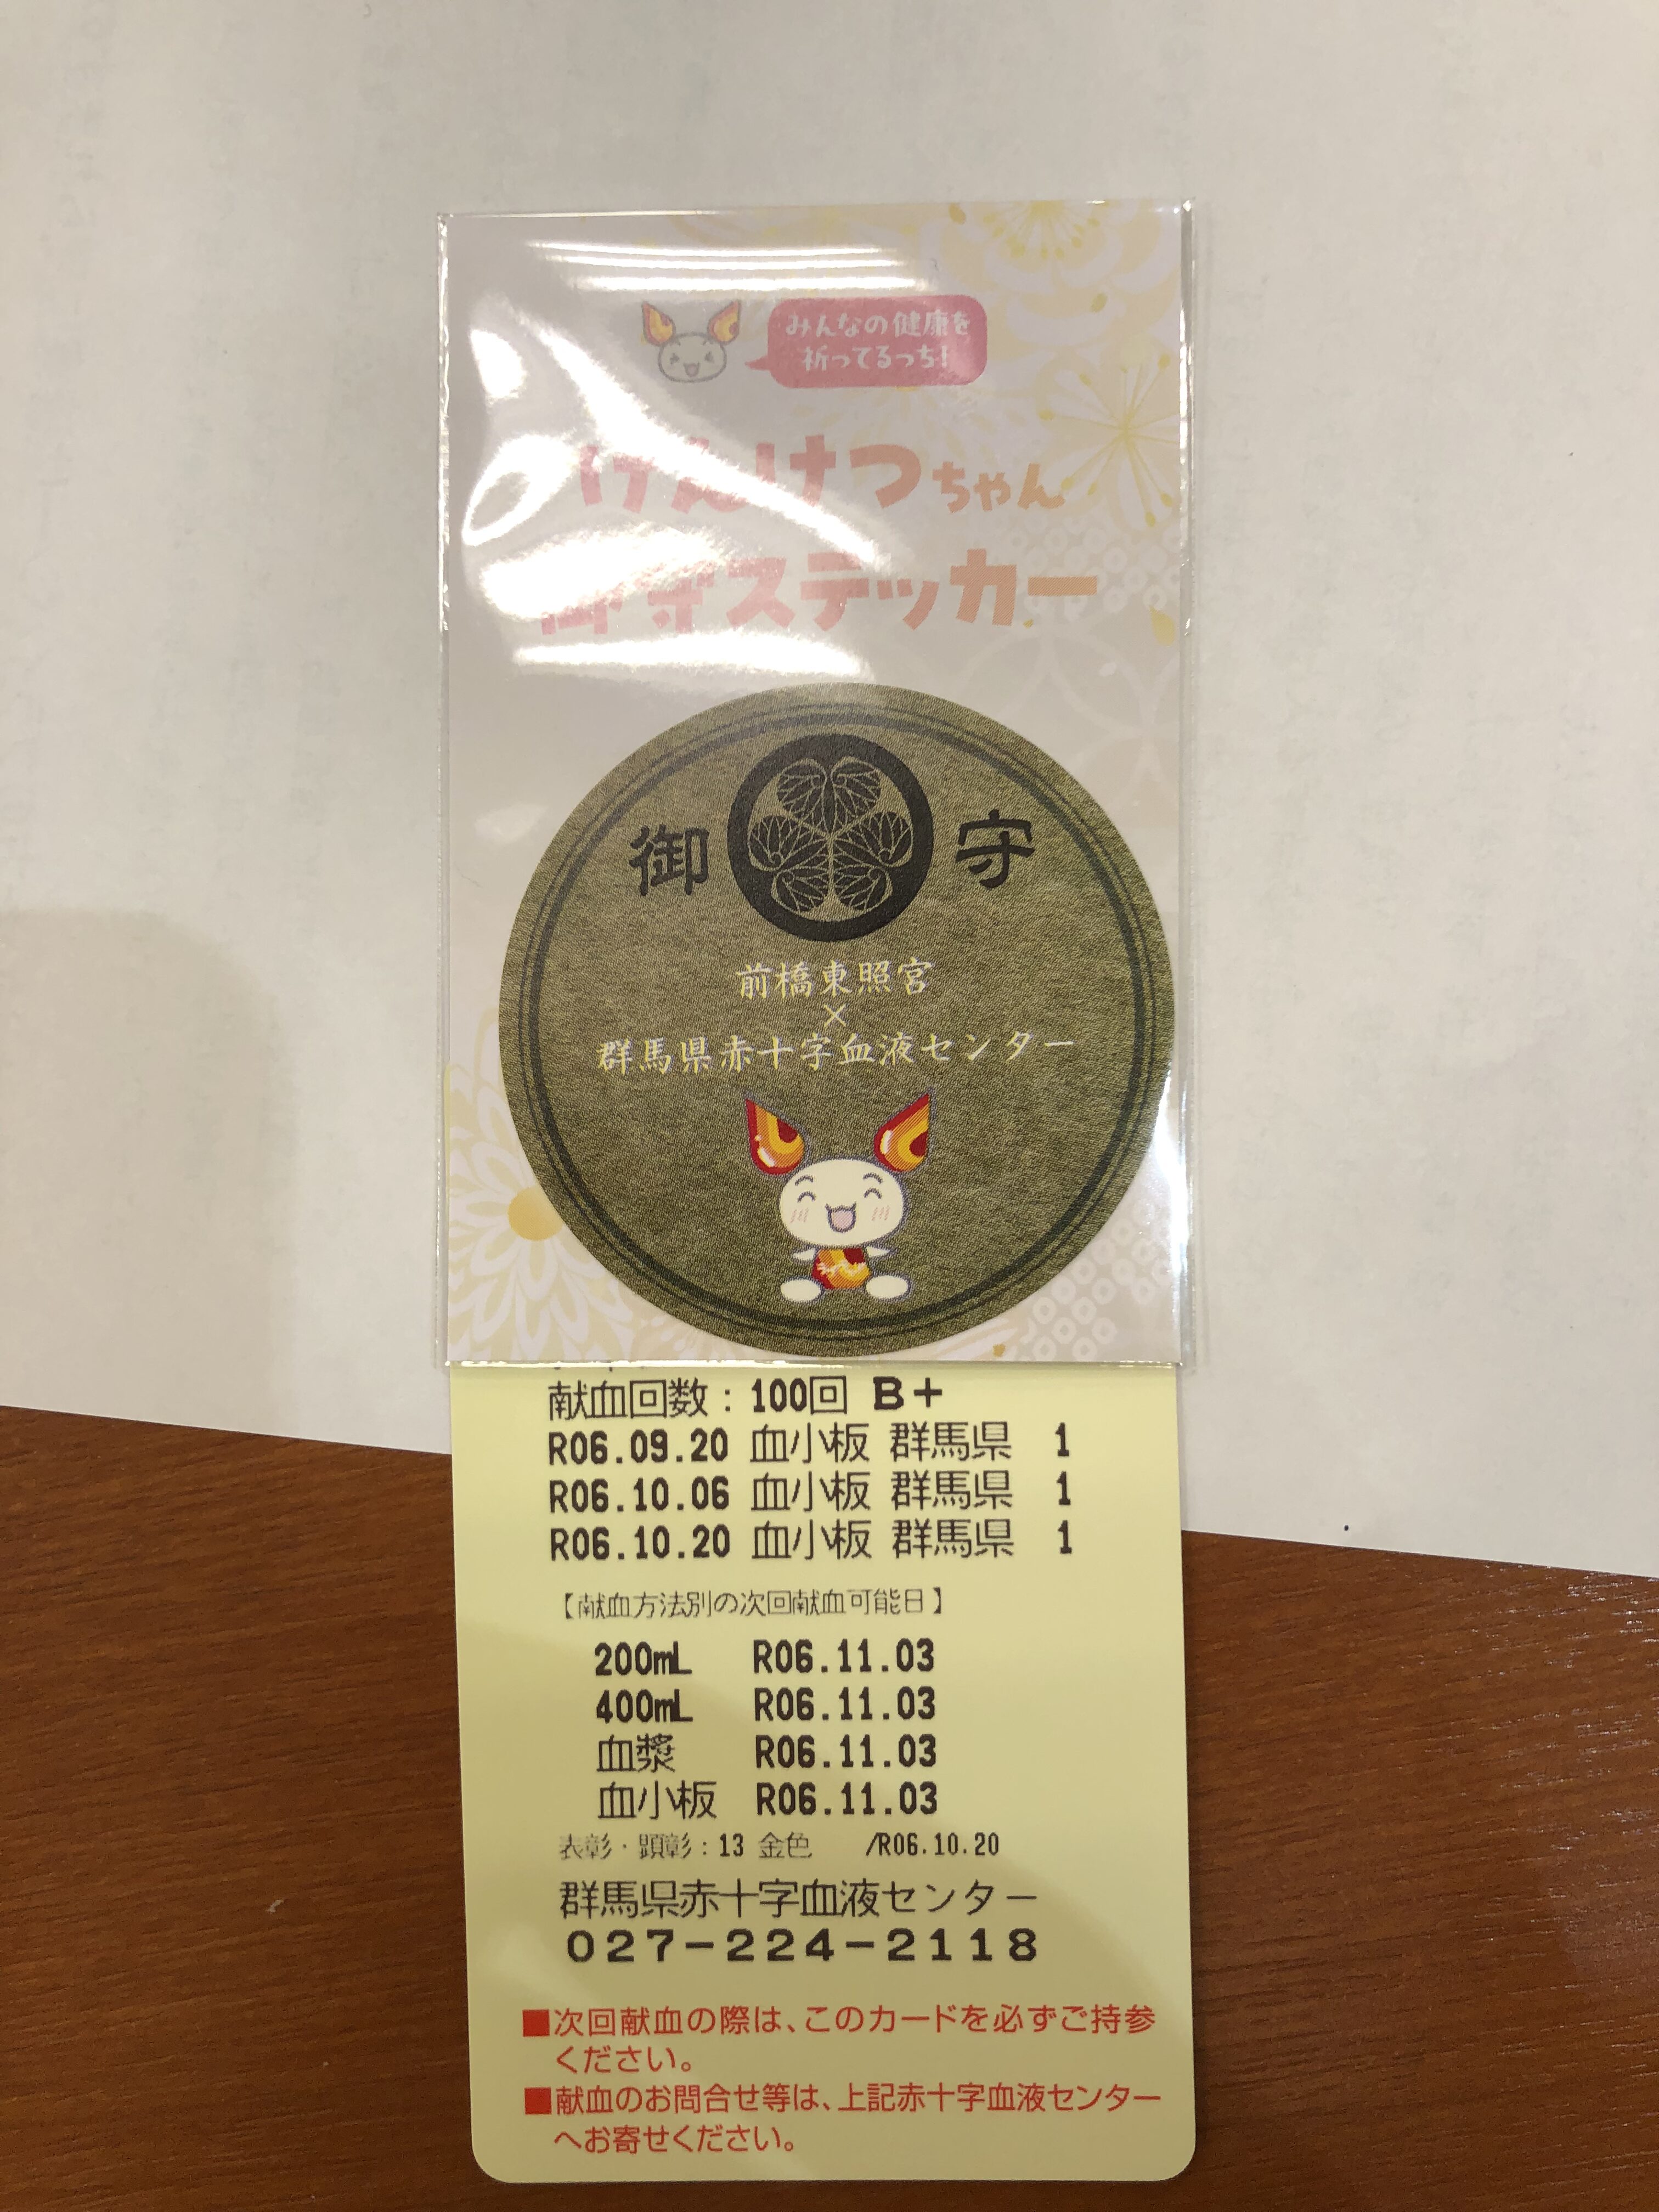 みんなの健康を
祈ってるっち!
けんけつちゃん
御守ステッカー
御 守
前橋東照宮
×
群馬県赤十字血液センター
献血回数:100回 B+
R06.09.20 血小板 群馬県 1
R06.10.06 血小板 群馬県 1
R06.10.20 血小板 群馬県 1
【献血方法別の次回献血可能日】
200mL R06.11.03
400mL R06.11.03
血漿 R06.11.03
血小板 R06.11.03
表彰・顕彰:13 金色 /R06.10.20
群馬県赤十字血液センター
027-224-2118
■次回献血の際は、このカードを必ずご持参
ください。
■献血のお問合せ等は、上記赤十字血液センター
へお寄せください。